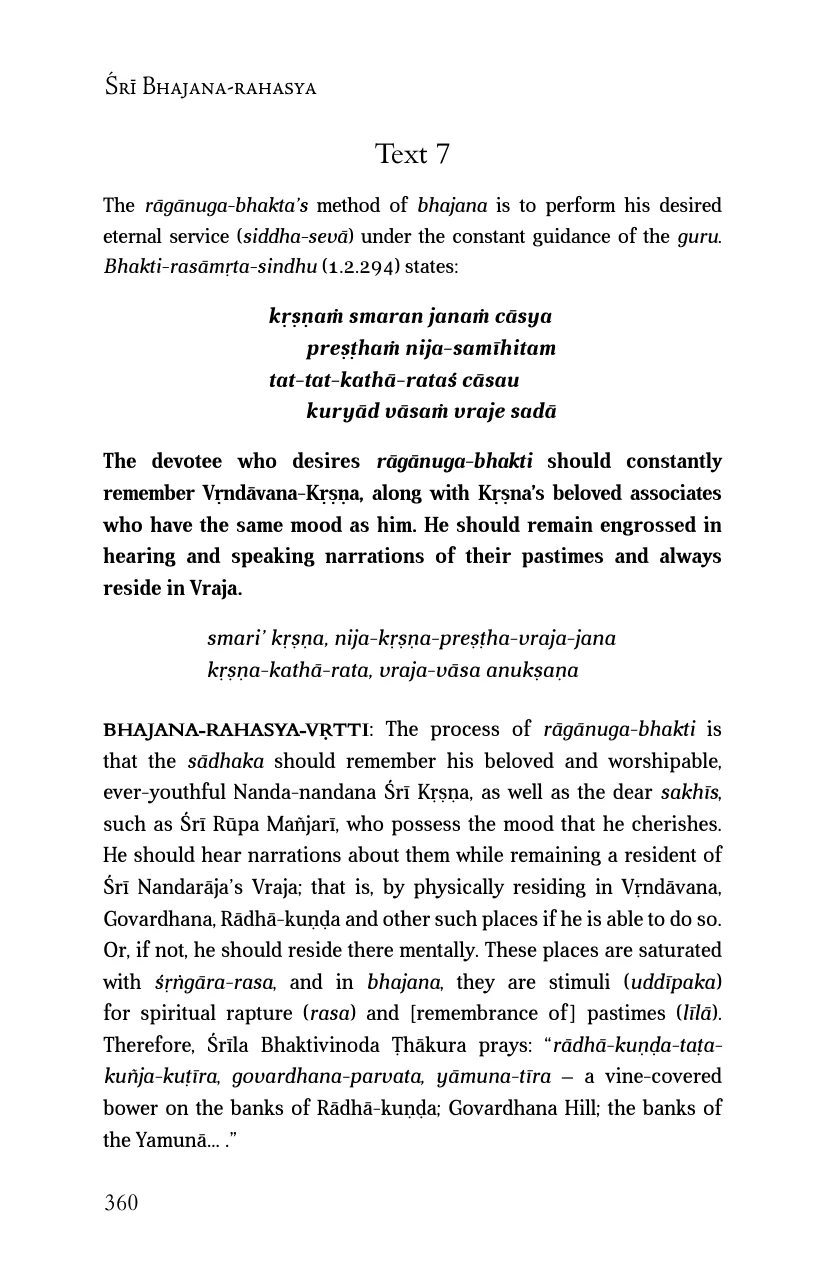 Śrī Bhajana-rahasya
Text 7
The rāgānuga-bhakta’s method of bhajana is to perform his desired
eternal service (siddha-sevā) under the constant guidance of the guru.
Bhakti-rasāmṛta-sindhu (1.2.294) states:
kṛṣṇaṁ smaran janaṁ cāsya
preṣṭhaṁ nija-samīhitam
tat-tat-kathā-rataś cāsau
kuryād vāsaṁ vraje sadā
The devotee who desires rāgānuga-bhakti should constantly
remember Vṛndāvana-Kṛṣṇa, along with Kṛṣna’s beloved associates
who have the same mood as him. He should remain engrossed in
hearing and speaking narrations of their pastimes and always
reside in Vraja.
smari’ kṛṣṇa, nija-kṛṣṇa-preṣṭha-vraja-jana
kṛṣṇa-kathā-rata, vraja-vāsa anukṣaṇa
BHAJANA-RAHASYA-VṚTTI: The process of rāgānuga-bhakti is
that the sādhaka should remember his beloved and worshipable,
ever-youthful Nanda-nandana Śrī Kṛṣṇa, as well as the dear sakhīs,
such as Śrī Rūpa Mañjarī, who possess the mood that he cherishes.
He should hear narrations about them while remaining a resident of
Śrī Nandarāja’s Vraja; that is, by physically residing in Vṛndāvana,
Govardhana, Rādhā-kuṇḍa and other such places if he is able to do so.
Or, if not, he should reside there mentally. These places are saturated
with śṛṅgāra-rasa, and in bhajana, they are stimuli (uddīpaka)
for spiritual rapture (rasa) and [remembrance of] pastimes (līlā).
Therefore, Śrīla Bhaktivinoda Ṭhākura prays: “rādhā-kuṇḍa-taṭa-
kuñja-kuṭīra, govardhana-parvata, yāmuna-tīra – a vine-covered
bower on the banks of Rādhā-kuṇḍa; Govardhana Hill; the banks of
the Yamunā... .”
360